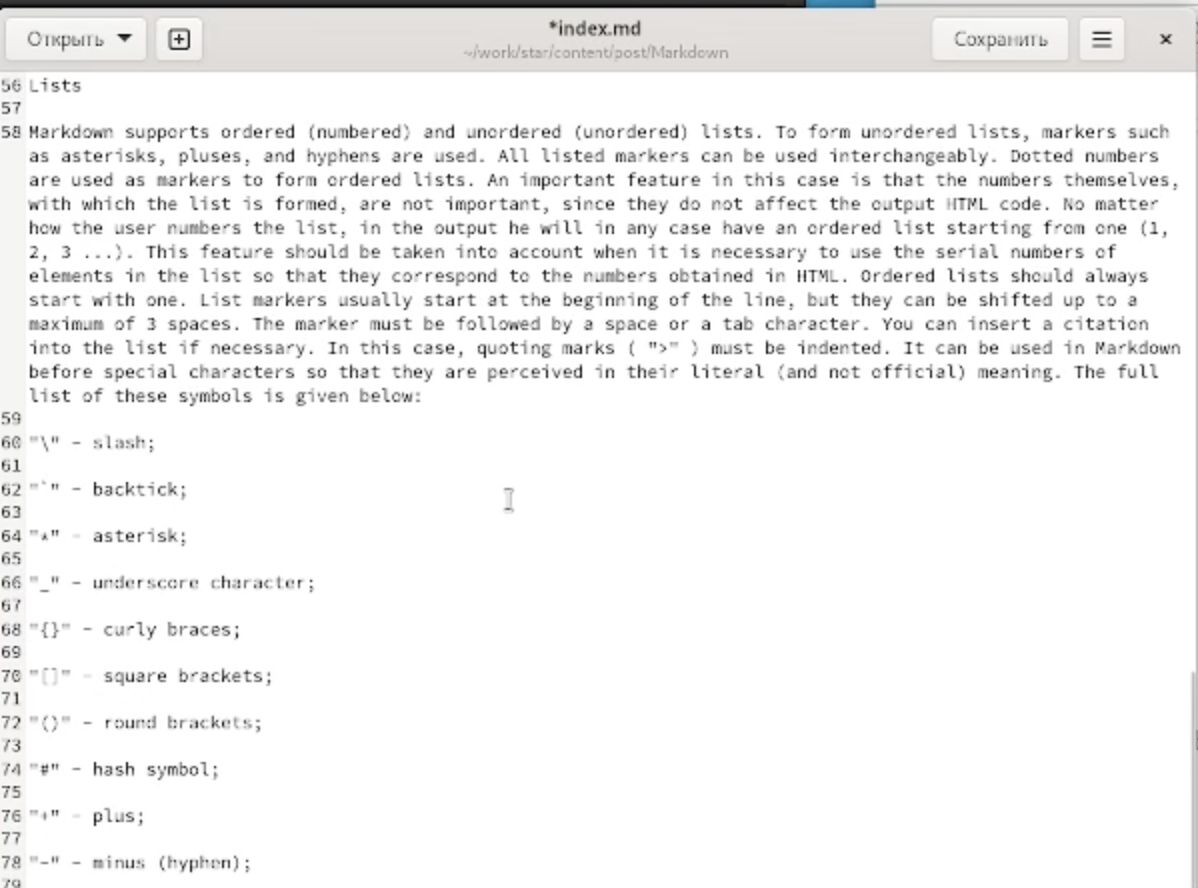 Открыть
*index.md
~/work/star/content/post/Markdown
Сохранить
56 Lists
57
58 Markdown supports ordered (numbered) and unordered (unordered) lists. To form unordered lists, markers such
as asterisks, pluses, and hyphens are used. All listed markers can be used interchangeably. Dotted numbers
are used as markers to form ordered lists. An important feature in this case is that the numbers themselves,
with which the list is formed, are not important, since they do not affect the output HTML code. No matter
how the user numbers the list, in the output he will in any case have an ordered list starting from one (1,
2, 3 ...). This feature should be taken into account when it is necessary to use the serial numbers of
elements in the list so that they correspond to the numbers obtained in HTML. Ordered lists should always
start with one. List markers usually start at the beginning of the line, but they can be shifted up to a
maximum of 3 spaces. The marker must be followed by a space or a tab character. You can insert a citation
into the list if necessary. In this case, quoting marks ( ">" ) must be indented. It can be used in Markdown
before special characters so that they are perceived in their literal (and not official) meaning. The full
list of these symbols is given below:
59
60 "\" - slash;
61
62 "`" - backtick;
63
64 "*" - asterisk;
65
66 "_" - underscore character;
67
68 "{}" - curly braces;
69
70 "[]" - square brackets;
71
72 "()" - round brackets;
73
74 "#" - hash symbol;
75
76 "+" - plus;
77
78 "-" - minus (hyphen);
79